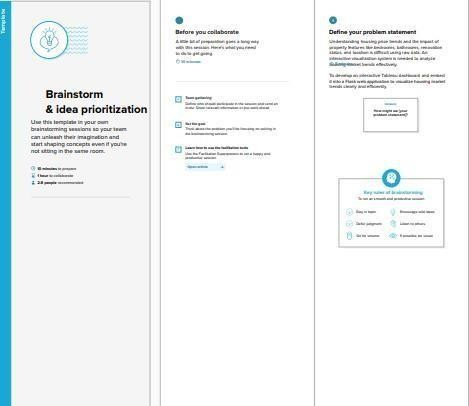 Template
Brainstorm
& idea prioritization
Use this template in your own
brainstorming sessions so your team
can unleash their imagination and
start shaping concepts even if you're
not sitting in the same room.
10 minutes to prepare
1 hour to collaborate
2-8 people recommended
Before you collaborate
A little bit of preparation goes a long way
with this session. Here's what you need
to do to get going.
10 minutes
Team gathering
Define who should participate in the session and send an
invite. Share relevant information or pre-work ahead.
Set the goal
Think about the problem you'll be focusing on solving in
the brainstorming session.
Learn how to use the facilitation tools
Use the Facilitation Superpowers to run a happy and
productive session.
Open article
Define your problem statement
Understanding housing price trends and the impact of
property features like bedrooms, bathrooms, renovation
status, and location is difficult using raw data. An
interactive visualization system is needed to analyze
housing market trends effectively.
To develop an interactive Tableau dashboard and embed
it into a Flask web application to visualize housing market
trends clearly and efficiently.
How might we [your
problem statement]?
Key rules of brainstorming
To run an smooth and productive session
Stay in topic.
Encourage wild ideas.
Defer judgment.
Listen to others.
Go for volume.
If possible, be visual.